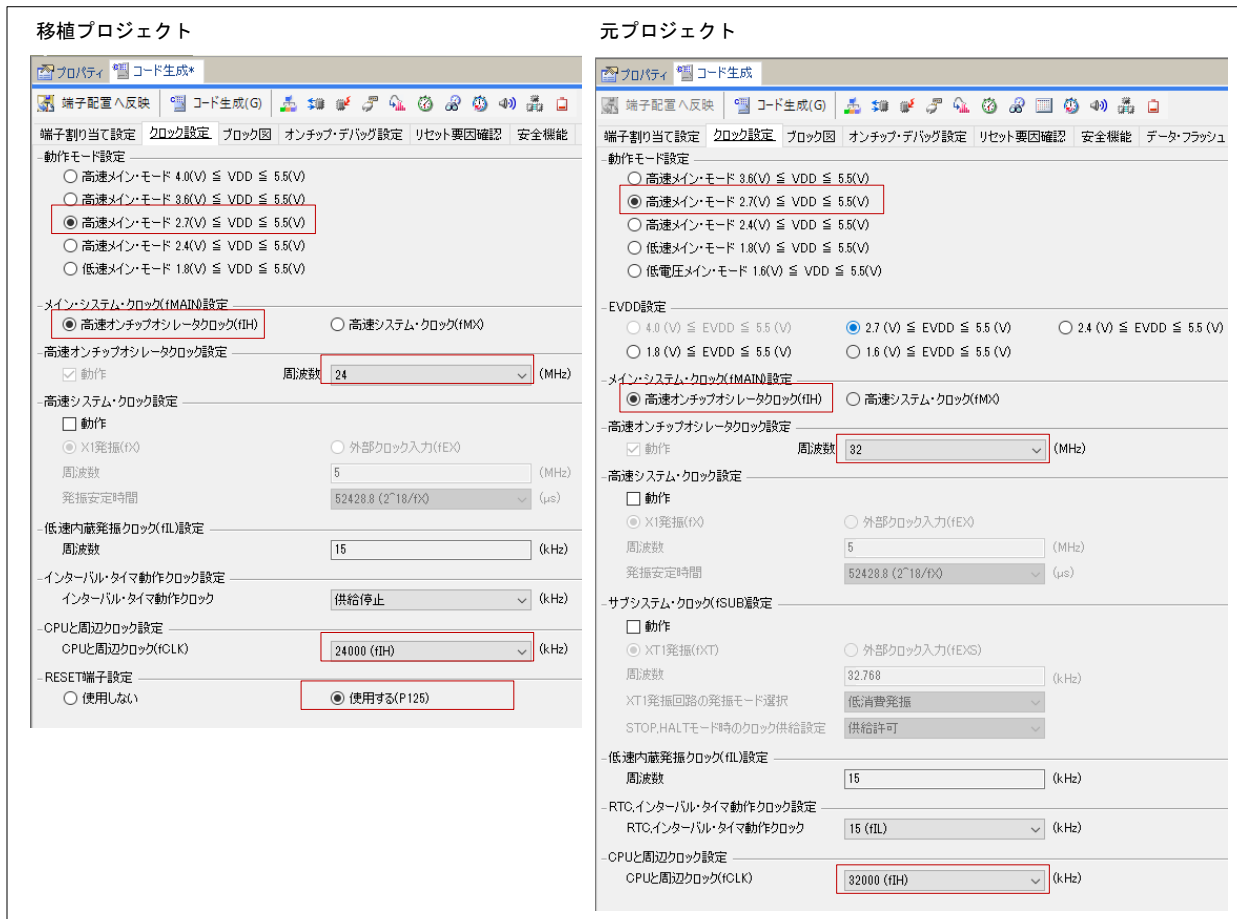 移植プロジェクト
プロパティ コード生成*
端子配置へ反映 コード生成(G)
端子割り当て設定 クロック設定 ブロック図 オンチップ・デバッグ設定 リセット要因確認 安全機能
動作モード設定
高速メイン・モード 4.0(V) ≦ VDD ≦ 5.5(V)
高速メイン・モード 3.6(V) ≦ VDD ≦ 5.5(V)
高速メイン・モード 2.7(V) ≦ VDD ≦ 5.5(V)
高速メイン・モード 2.4(V) ≦ VDD ≦ 5.5(V)
低速メイン・モード 1.8(V) ≦ VDD ≦ 5.5(V)
メイン・システム・クロック(fMAIN)設定
高速オンチップオシレータクロック(fIH) 高速システム・クロック(fMX)
高速オンチップオシレータクロック設定
動作 周波数 24 (MHz)
高速システム・クロック設定
動作
X1発振(fX) 外部クロック入力(fEX)
周波数 5 (MHz)
発振安定時間 52428.8 (2^18/fX) (μs)
低速内蔵発振クロック(fIL)設定
周波数 15 (kHz)
インターバル・タイマ動作クロック設定
インターバル・タイマ動作クロック 供給停止 (kHz)
CPUと周辺クロック設定
CPUと周辺クロック(fCLK) 24000 (fIH) (kHz)
RESET端子設定
使用しない 使用する(P125)
元プロジェクト
プロパティ コード生成
端子配置へ反映 コード生成(G)
端子割り当て設定 クロック設定 ブロック図 オンチップ・デバッグ設定 リセット要因確認 安全機能 データ・フラッシュ
動作モード設定
高速メイン・モード 3.6(V) ≦ VDD ≦ 5.5(V)
高速メイン・モード 2.7(V) ≦ VDD ≦ 5.5(V)
高速メイン・モード 2.4(V) ≦ VDD ≦ 5.5(V)
低速メイン・モード 1.8(V) ≦ VDD ≦ 5.5(V)
低電圧メイン・モード 1.6(V) ≦ VDD ≦ 5.5(V)
EVDD設定
4.0 (V) ≦ EVDD ≦ 5.5 (V) 2.7 (V) ≦ EVDD ≦ 5.5 (V) 2.4 (V) ≦ EVDD ≦ 5.5 (V)
1.8 (V) ≦ EVDD ≦ 5.5 (V) 1.6 (V) ≦ EVDD ≦ 5.5 (V)
メイン・システム・クロック(fMAIN)設定
高速オンチップオシレータクロック(fIH) 高速システム・クロック(fMX)
高速オンチップオシレータクロック設定
動作 周波数 32 (MHz)
高速システム・クロック設定
動作
X1発振(fX) 外部クロック入力(fEX)
周波数 5 (MHz)
発振安定時間 52428.8 (2^18/fX) (μs)
サブシステム・クロック(fSUB)設定
動作
XT1発振(fXT) 外部クロック入力(fEXS)
周波数 32.768 (kHz)
XT1発振回路の発振モード選択 低消費発振
STOP,HALTモード時のクロック供給設定 供給許可
低速内蔵発振クロック(fIL)設定
周波数 15 (kHz)
RTC,インターバル・タイマ動作クロック設定
RTC,インターバル・タイマ動作クロック 15 (fIL) (kHz)
CPUと周辺クロック設定
CPUと周辺クロック(fCLK) 32000 (fIH) (kHz)